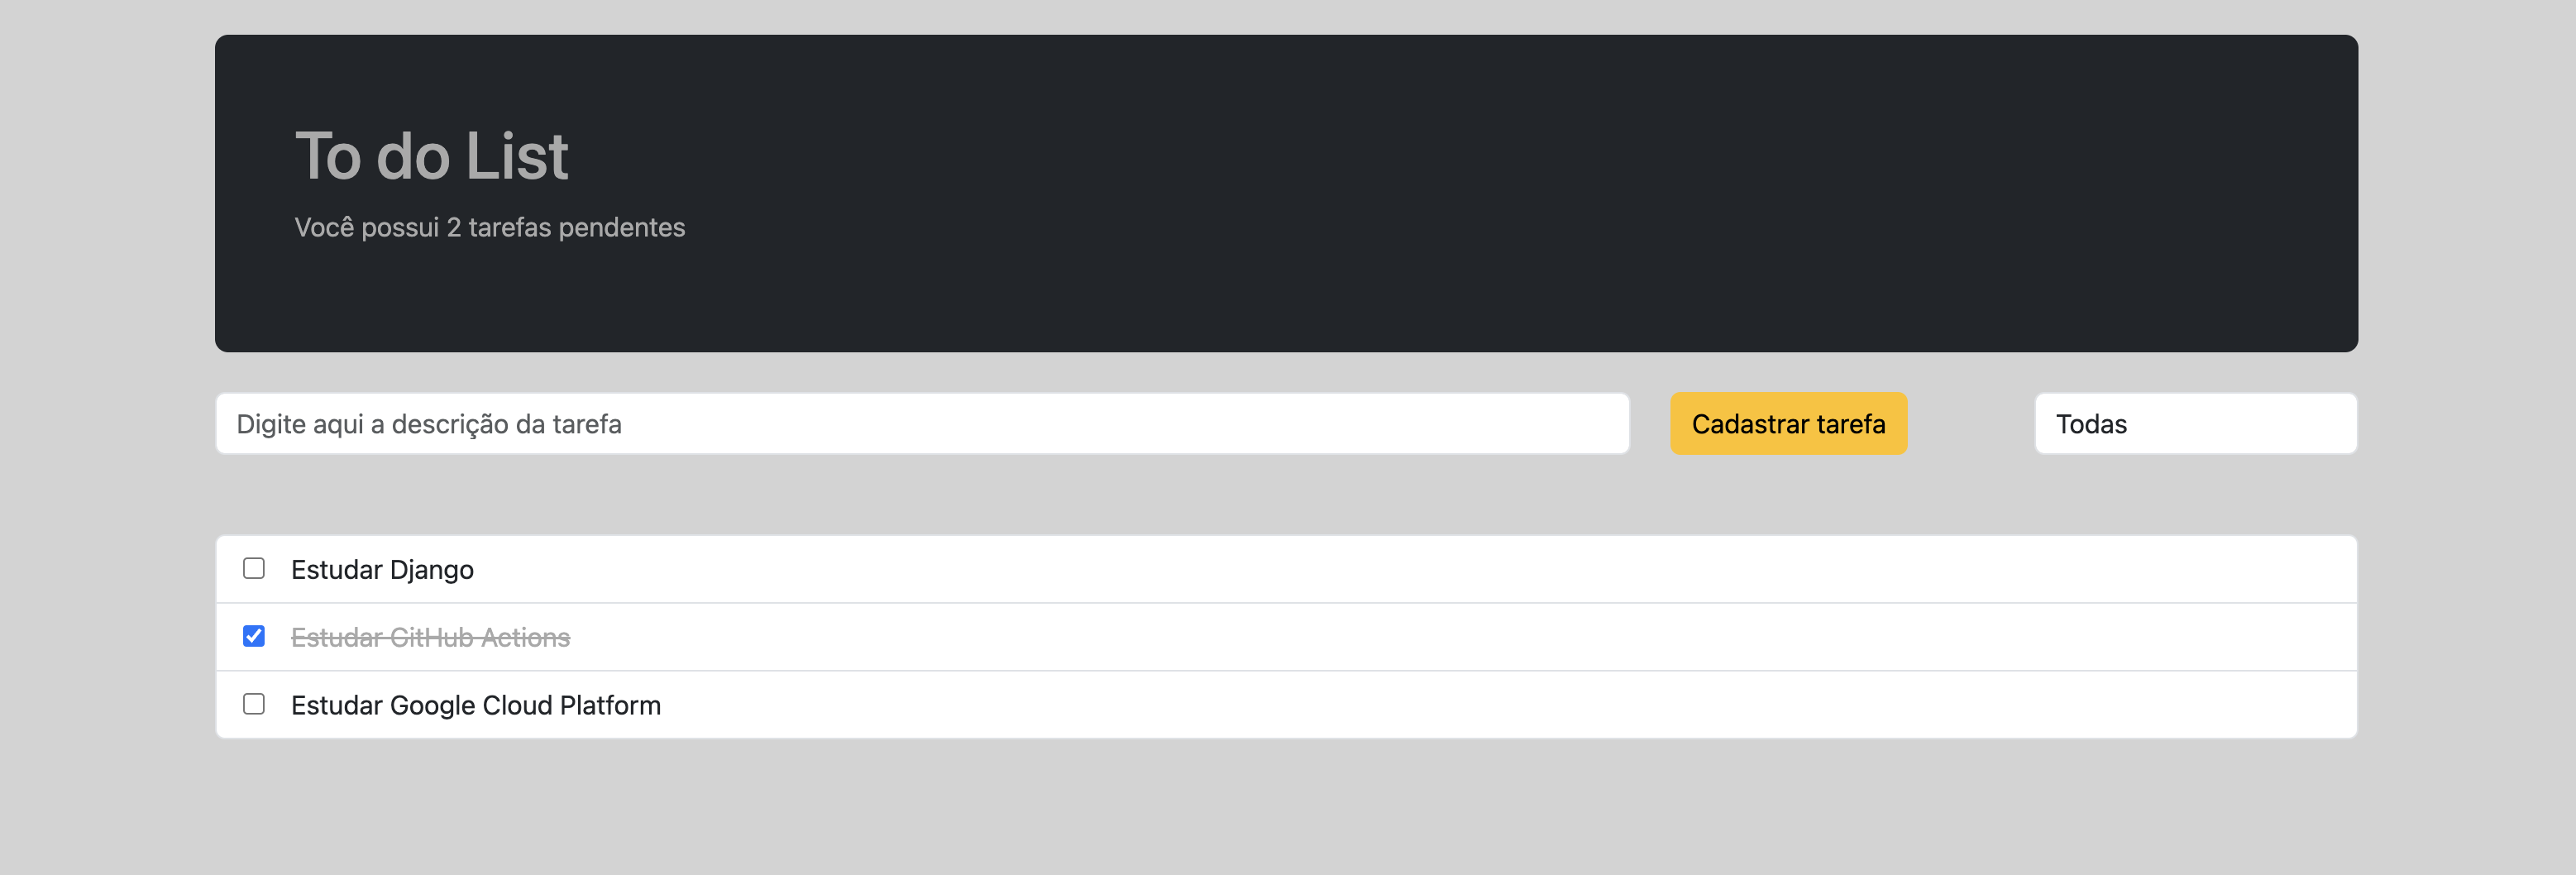 To do List
Você possui 2 tarefas pendentes
Digite aqui a descrição da tarefa
Cadastrar tarefa
Todas
Estudar Django
Estudar GitHub Actions
Estudar Google Cloud Platform